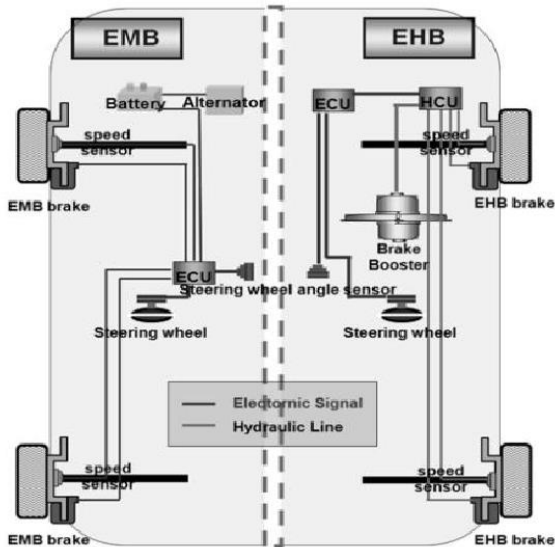 EMB
EHB
Battery
Alternator
ECU
HCU
speed
sensor
speed
sensor
EMB brake
EHB brake
Brake
Booster
ECU
Steering wheel angle sensor
Steering wheel
Steering wheel
Electornic Signal
Hydraulic Line
speed
sensor
speed
sensor
EMB brake
EHB brake